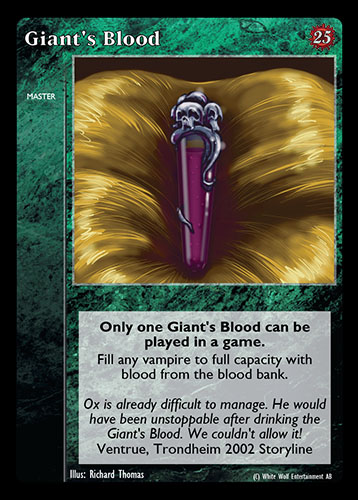 Giant's Blood
25
MASTER
Only one Giant's Blood can be
played in a game.
Fill any vampire to full capacity with
blood from the blood bank.
Ox is already difficult to manage. He would
have been unstoppable after drinking the
Giant's Blood. We couldn't allow it!
Ventrue, Trondheim 2002 Storyline
Illus: Richard Thomas
(C) White Wolf Entertainment AB